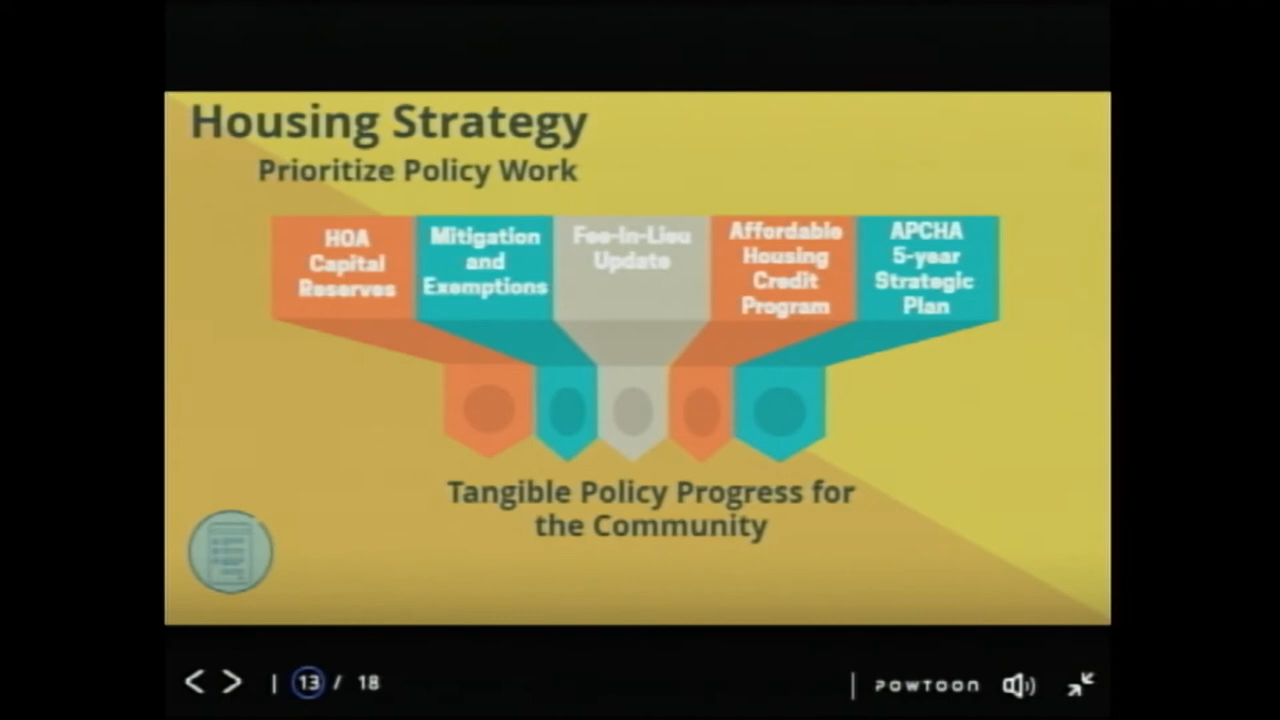 Housing Strategy
Prioritize Policy Work
HOA
Capital
Reserves
Mitigation
and
Exemptions
Fee-In-Lieu
Update
Affordable
Housing
Credit
Program
APCHA
5-year
Strategic
Plan
Tangible Policy Progress for
the Community
13 / 18
POWTOON